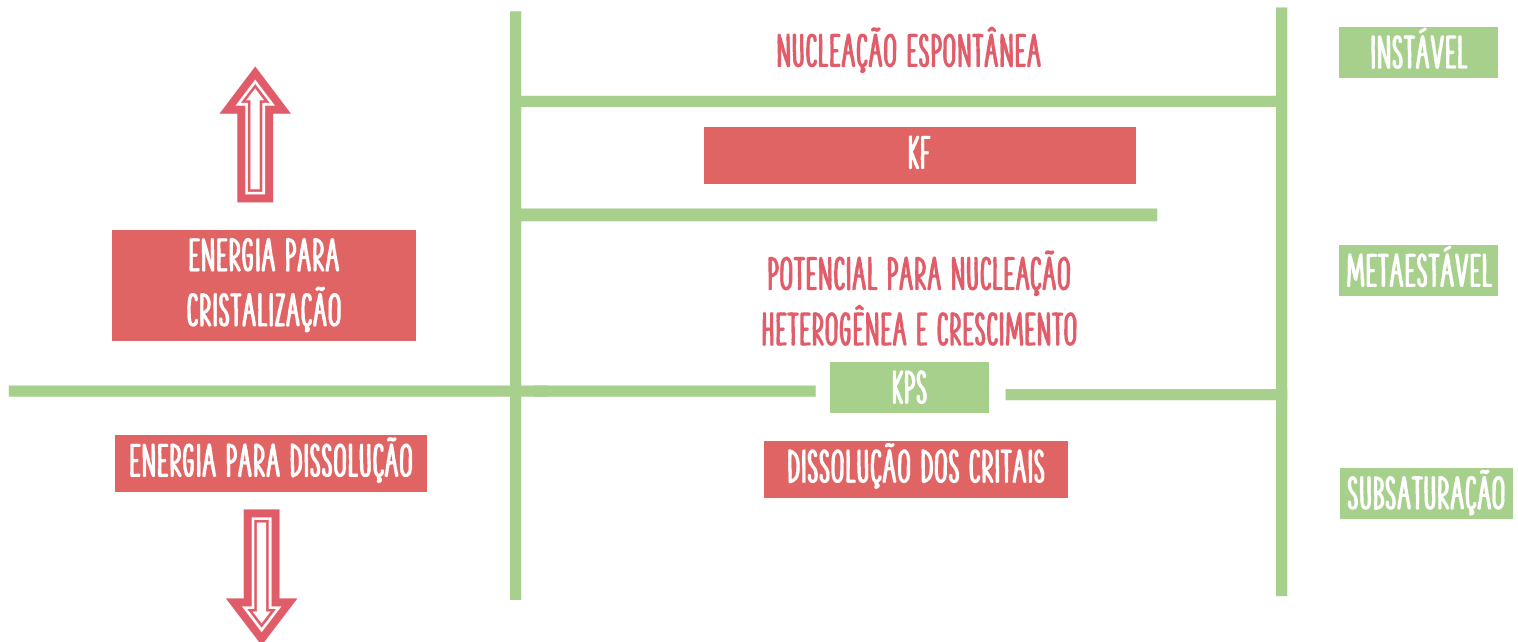 NUCLEAÇÃO ESPONTÂNEA
INSTÁVEL
KF
ENERGIA PARA
CRISTALIZAÇÃO
POTENCIAL PARA NUCLEAÇÃO
HETEROGÊNEA E CRESCIMENTO
METAESTÁVEL
KPS
ENERGIA PARA DISSOLUÇÃO
DISSOLUÇÃO DOS CRITAIS
SUBSATURAÇÃO